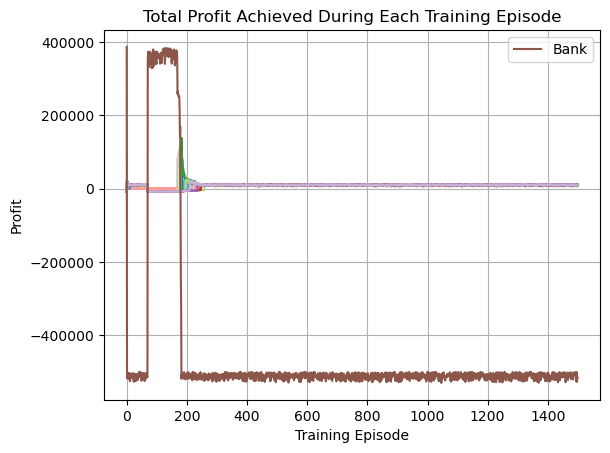 Total Profit Achieved During Each Training Episode
Bank
Profit
400000
200000
0
−200000
−400000
0 200 400 600 800 1000 1200 1400
Training Episode